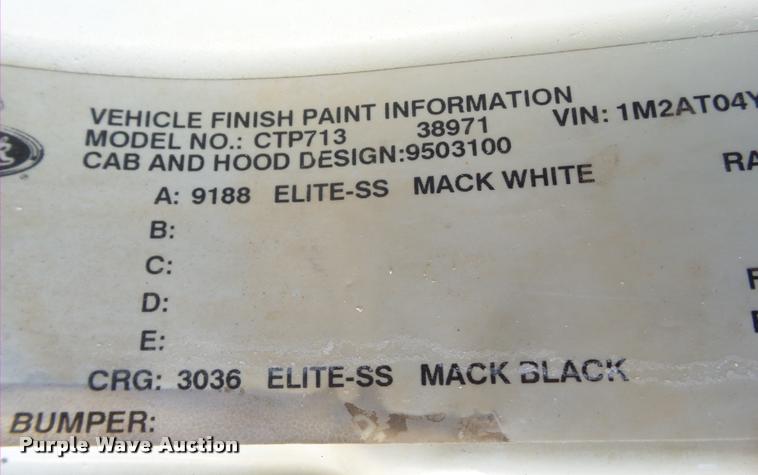 VEHICLE FINISH PAINT INFORMATION
MODEL NO.: CTP713 38971 VIN: 1M2AT04Y
CAB AND HOOD DESIGN:9503100
A: 9188 ELITE-SS MACK WHITE RA
B:
C:
D:
E:
CRG: 3036 ELITE-SS MACK BLACK
BUMPER:
Purple Wave Auction